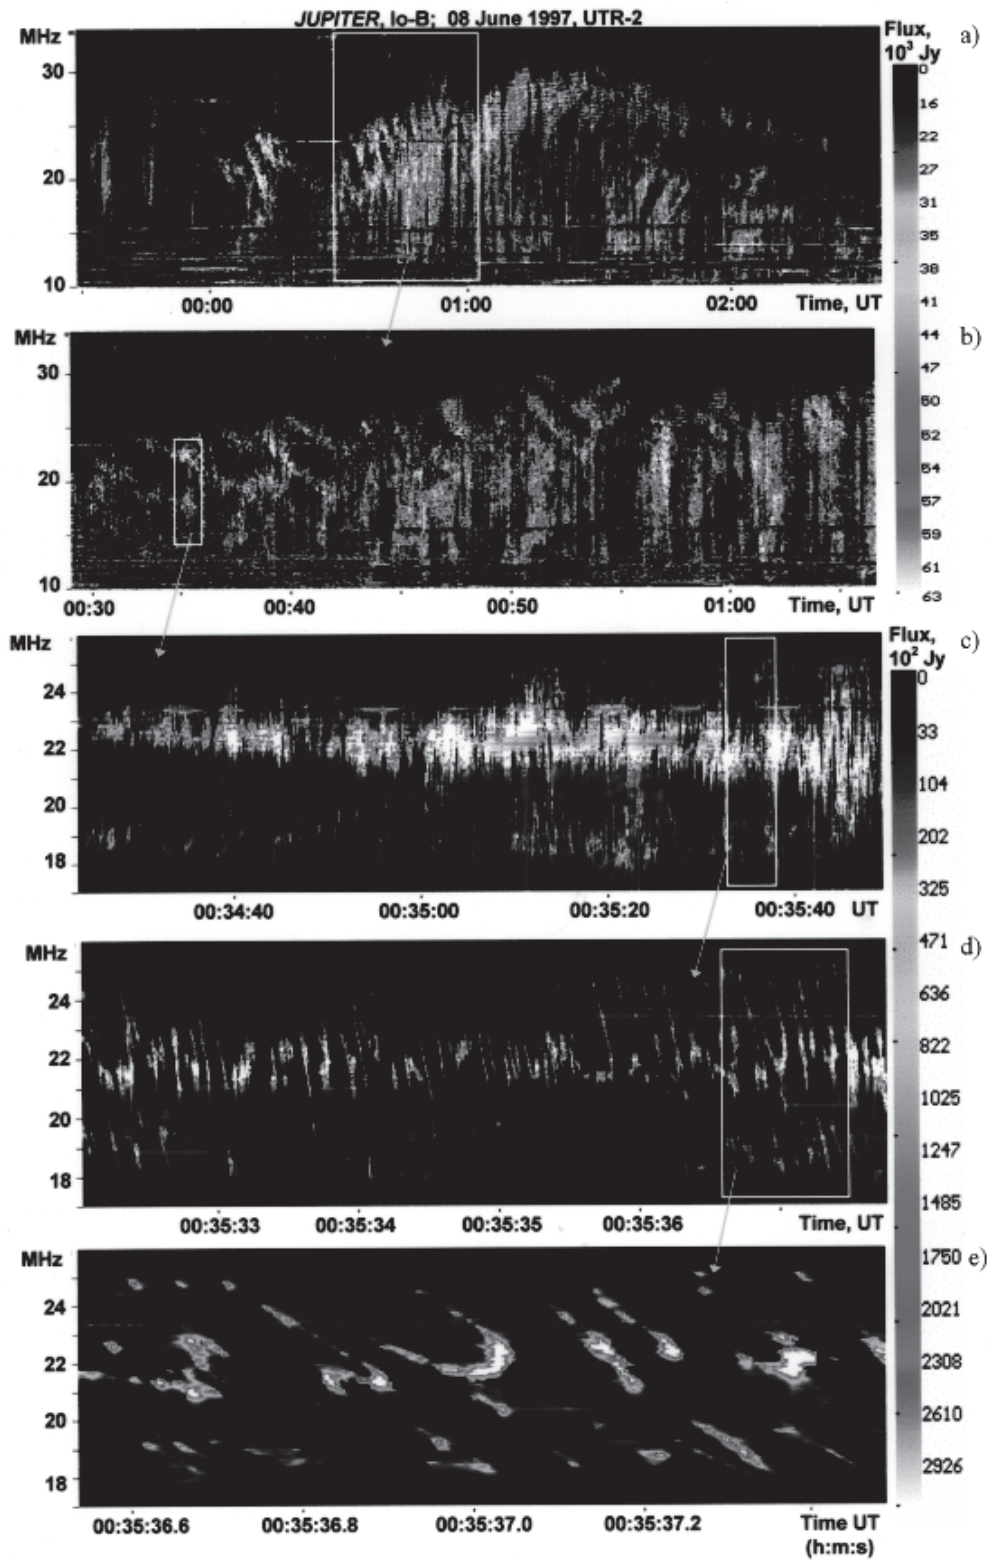 JUPITER, Io-B; 08 June 1997, UTR-2
MHz
Flux, 10³ Jy
a)
30
20
10
00:00 01:00 02:00 Time, UT
0
16
22
27
31
35
38
41
44
47
50
52
54
57
59
61
63
MHz
b)
30
20
10
00:30 00:40 00:50 01:00 Time, UT
MHz
Flux, 10² Jy
c)
24
22
20
18
00:34:40 00:35:00 00:35:20 00:35:40 UT
0
33
104
202
325
471
636
822
1025
1247
1485
1750
2021
2308
2610
2926
MHz
d)
24
22
20
18
00:35:33 00:35:34 00:35:35 00:35:36 Time, UT
MHz
e)
24
22
20
18
00:35:36.6 00:35:36.8 00:35:37.0 00:35:37.2 Time UT
(h:m:s)